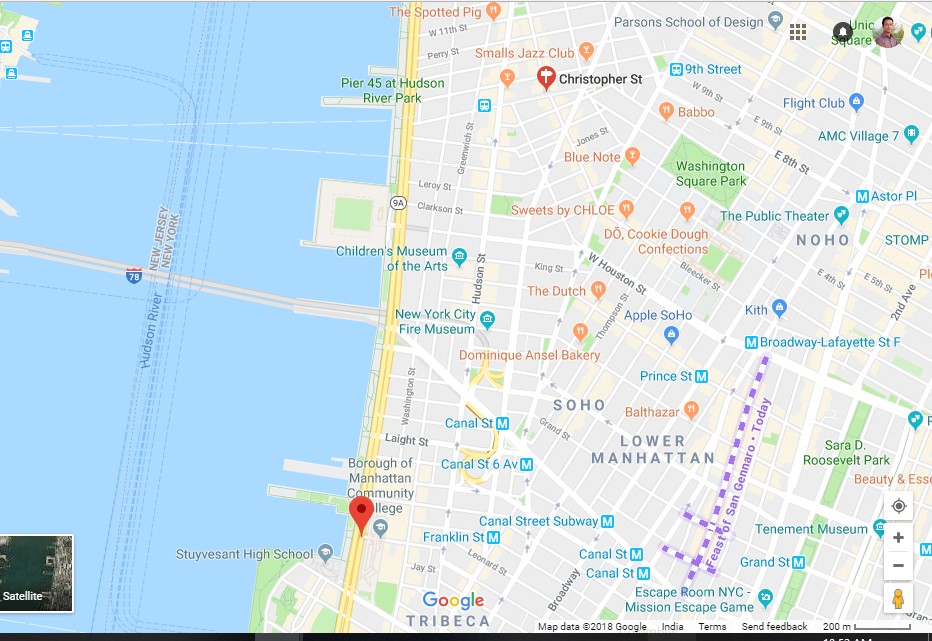 The Spotted Pig
Parsons School of Design
Unic
Square
W 11th St
Perry St
Smalls Jazz Club
9th Street
Christopher St
Pier 45 at Hudson
River Park
W 9th St
Flight Club
Babbo
E 9th St
AMC Village 7
Greenwich St
Jones St
E 8th St
Blue Note
Washington
Square Park
Leroy St
Astor Pl
9A
Clarkson St
Sweets by CHLOE
The Public Theater
NEW JERSEY
NEW YORK
DŌ, Cookie Dough
Confections
NOHO
STOMP
Children's Museum
of the Arts
W Houston St
King St
Bleecker St
78
Hudson St
E 4th St
E 5th St
The Dutch
2nd Ave
Hudson River
Thompson St
New York City
Fire Museum
Apple SoHo
Kith
Dominique Ansel Bakery
Broadway-Lafayette St F
Prince St
Washington St
SOHO
Balthazar
Canal St
Grand St
Feast of San Gennaro • Today
Laight St
LOWER
MANHATTAN
Sara D.
Roosevelt Park
Canal St 6 Av
Borough of
Manhattan
Community
llege
Beauty & Esse
Canal Street Subway
Tenement Museum
Franklin St
Stuyvesant High School
Canal St
Leonard St
Grand St
Jay St
Canal St
Broadway
Escape Room NYC -
Mission Escape Game
Satellite
Google
TRIBECA
Map data ©2018 Google
India
Terms
Send feedback
200 m